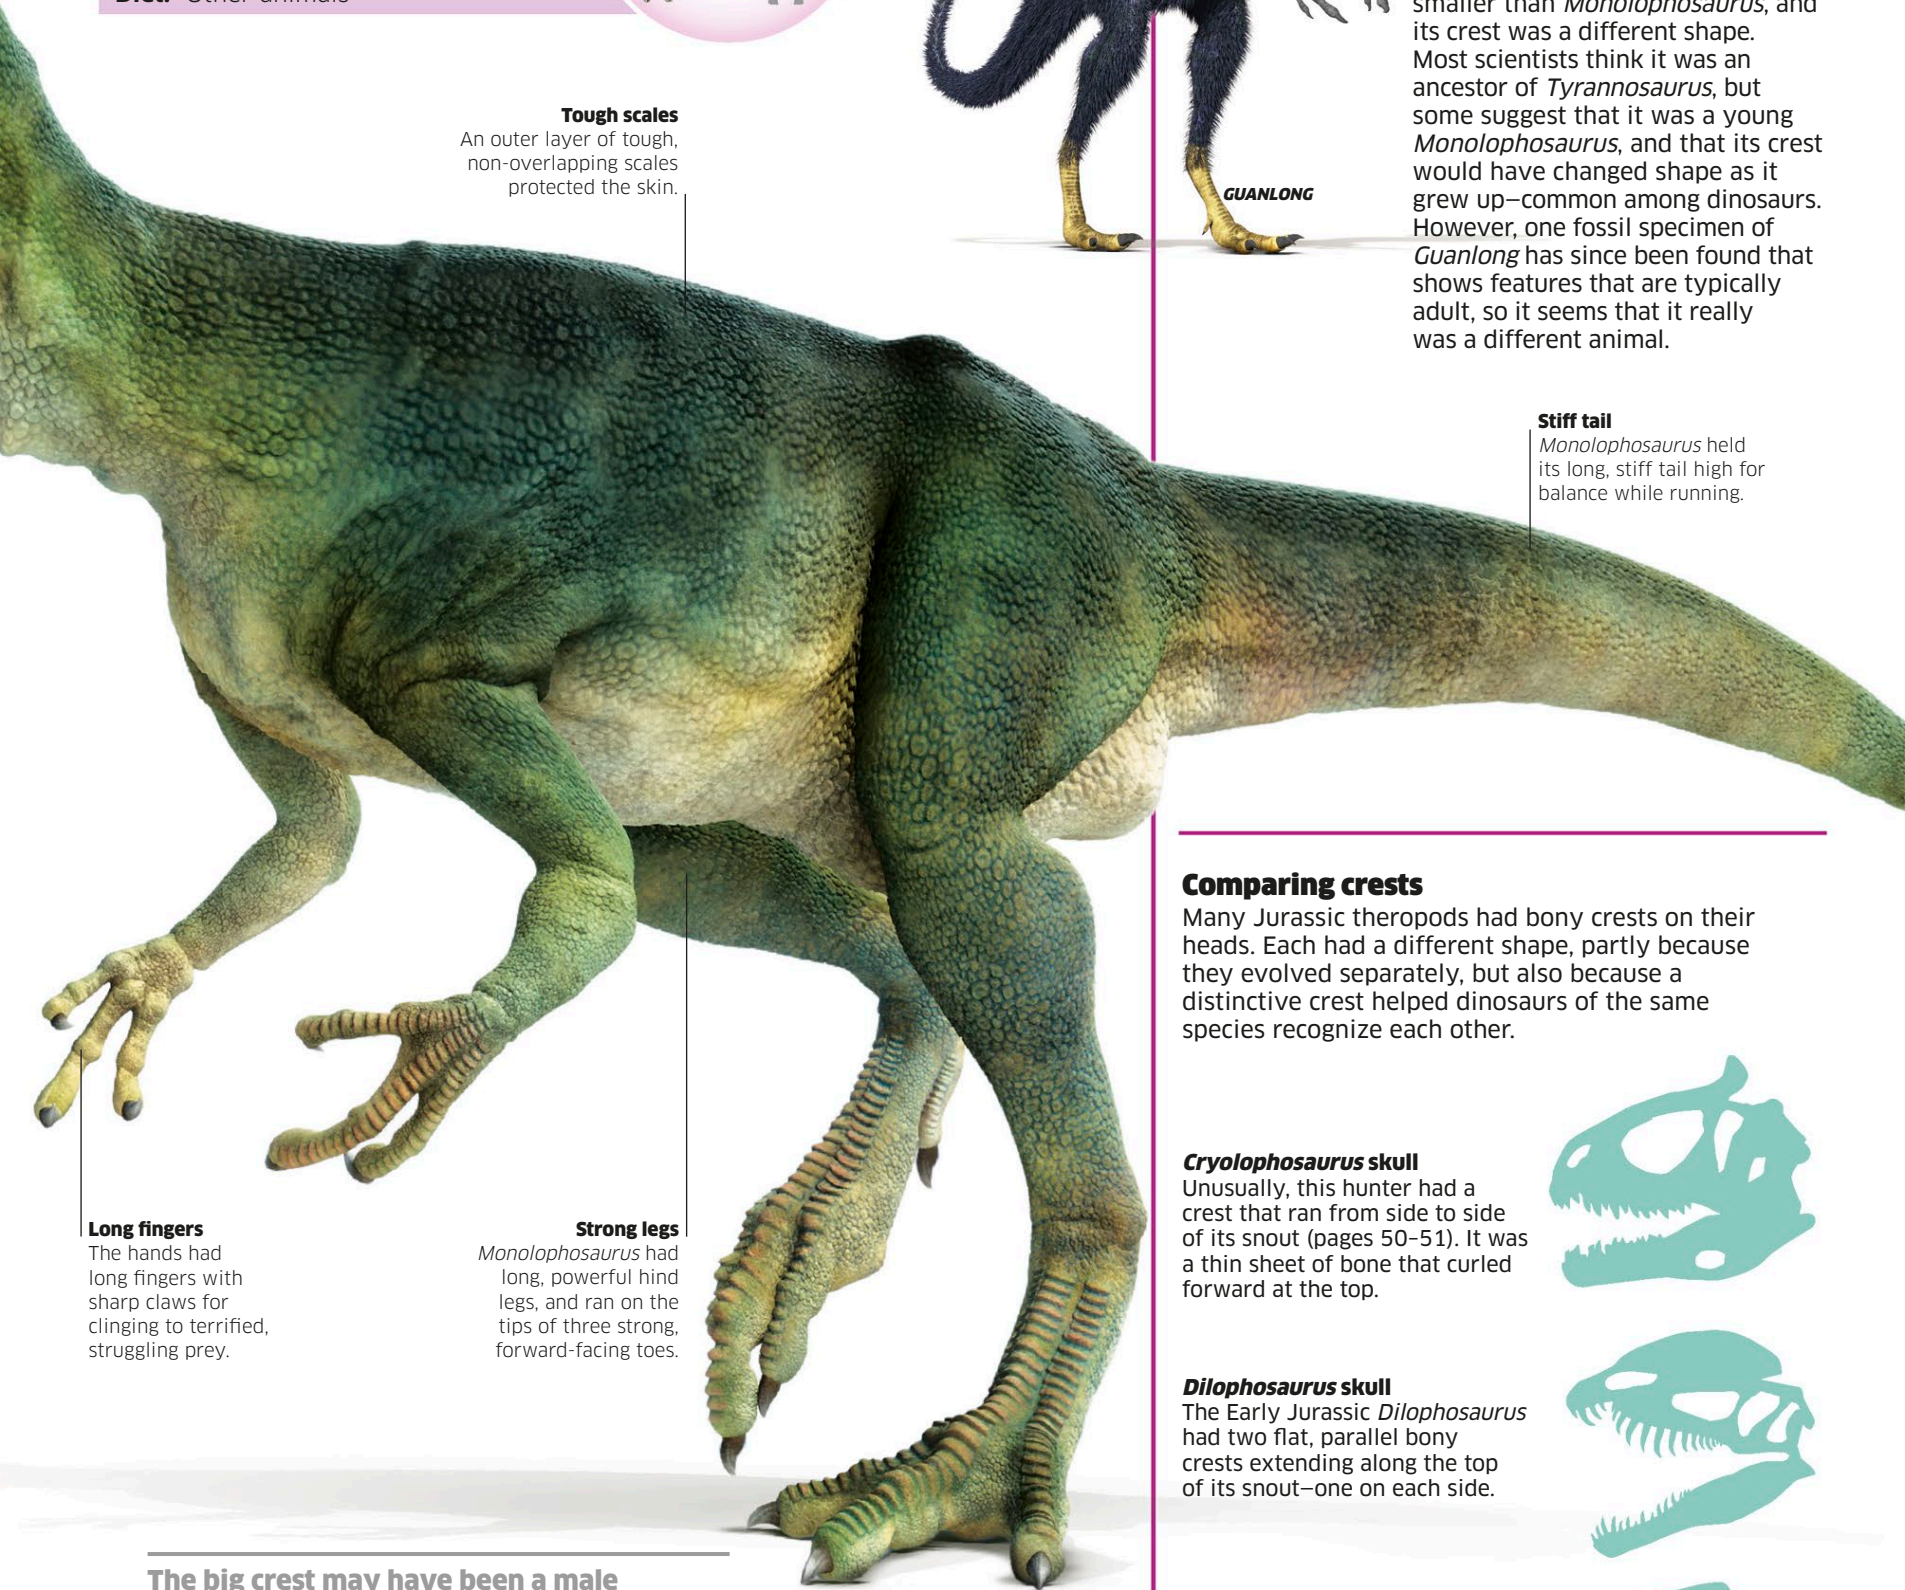 Diet: Other animals
smaller than Monolophosaurus, and
its crest was a different shape.
Most scientists think it was an
ancestor of Tyrannosaurus, but
some suggest that it was a young
Monolophosaurus, and that its crest
would have changed shape as it
grew up—common among dinosaurs.
However, one fossil specimen of
Guanlong has since been found that
shows features that are typically
adult, so it seems that it really
was a different animal.
GUANLONG
Tough scales
An outer layer of tough,
non-overlapping scales
protected the skin.
Stiff tail
Monolophosaurus held
its long, stiff tail high for
balance while running.
Long fingers
The hands had
long fingers with
sharp claws for
clinging to terrified,
struggling prey.
Strong legs
Monolophosaurus had
long, powerful hind
legs, and ran on the
tips of three strong,
forward-facing toes.
Comparing crests
Many Jurassic theropods had bony crests on their
heads. Each had a different shape, partly because
they evolved separately, but also because a
distinctive crest helped dinosaurs of the same
species recognize each other.
Cryolophosaurus skull
Unusually, this hunter had a
crest that ran from side to side
of its snout (pages 50–51). It was
a thin sheet of bone that curled
forward at the top.
Dilophosaurus skull
The Early Jurassic Dilophosaurus
had two flat, parallel bony
crests extending along the top
of its snout—one on each side.
The big crest may have been a male